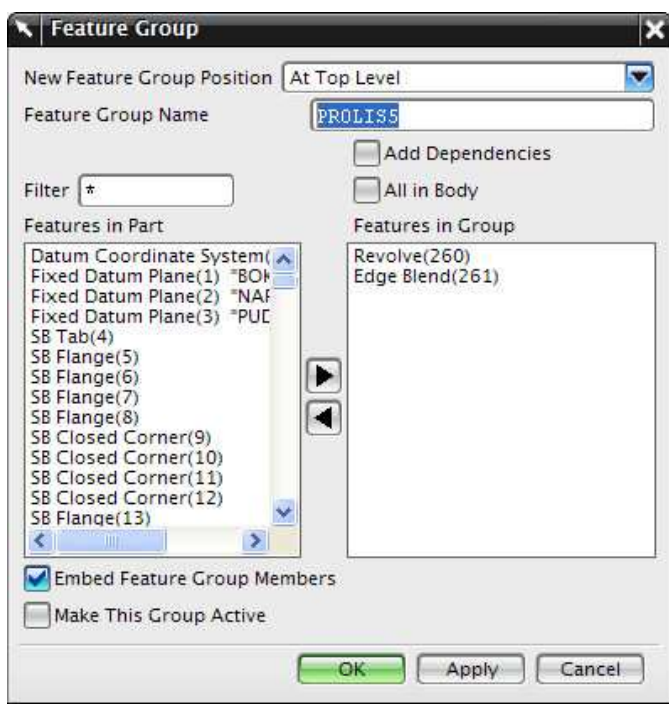 Feature Group
New Feature Group Position At Top Level
Feature Group Name PROLIS5
Add Dependencies
Filter * All in Body
Features in Part
Datum Coordinate System(
Fixed Datum Plane(1) "BOK
Fixed Datum Plane(2) "NAF
Fixed Datum Plane(3) "PUD
SB Tab(4)
SB Flange(5)
SB Flange(6)
SB Flange(7)
SB Flange(8)
SB Closed Corner(9)
SB Closed Corner(10)
SB Closed Corner(11)
SB Closed Corner(12)
SB Flange(13)
Features in Group
Revolve(260)
Edge Blend(261)
Embed Feature Group Members
Make This Group Active
OK Apply Cancel